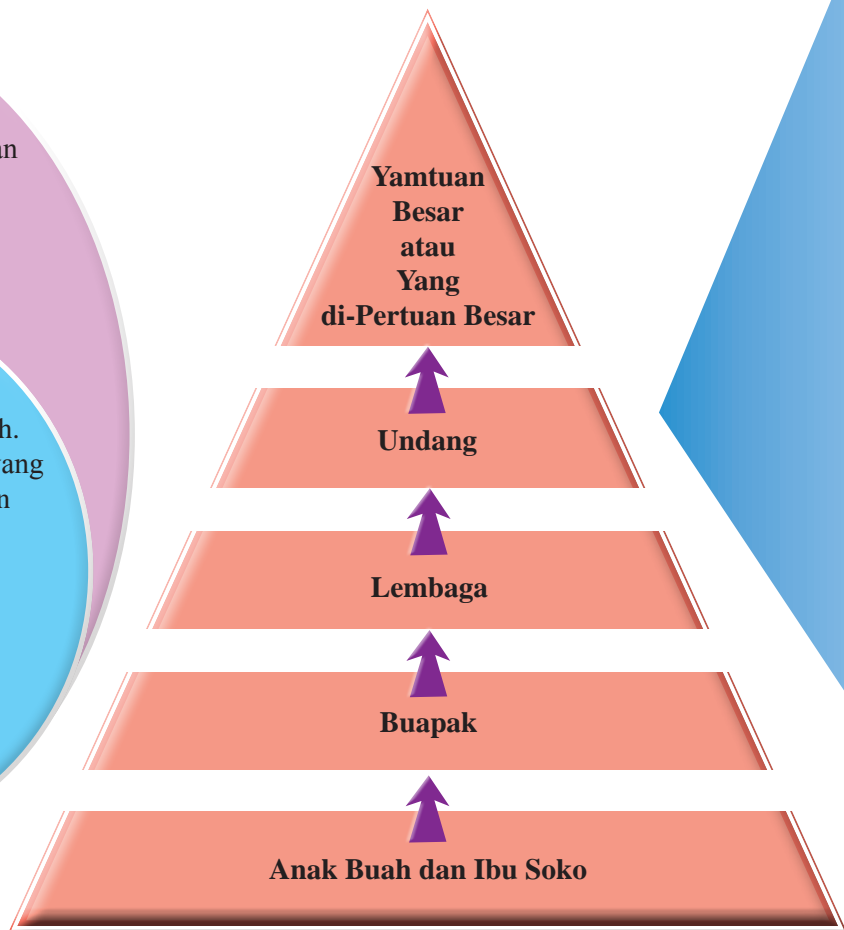 Yamtuan
Besar
atau
Yang
di-Pertuan Besar
Undang
Lembaga
Buapak
Anak Buah dan Ibu Soko